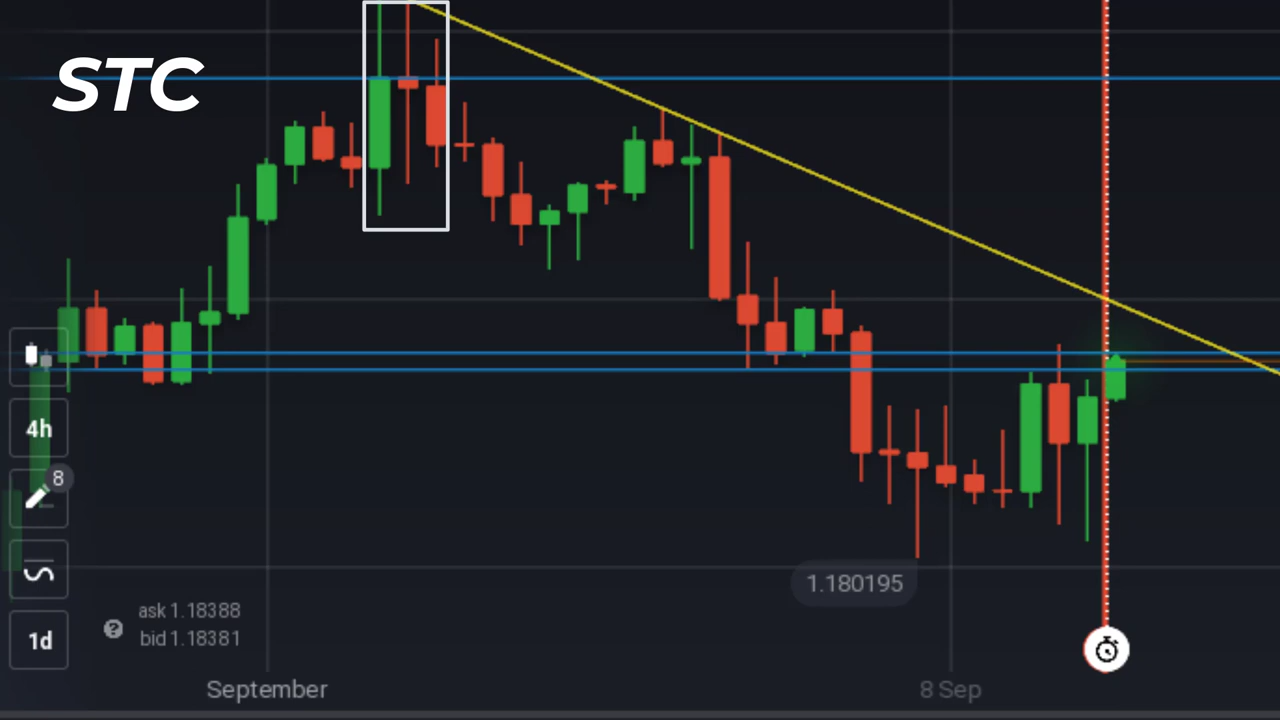 STC
4h
8
1.180195
ask 1.18388
bid 1.18381
1d
September
8 Sep